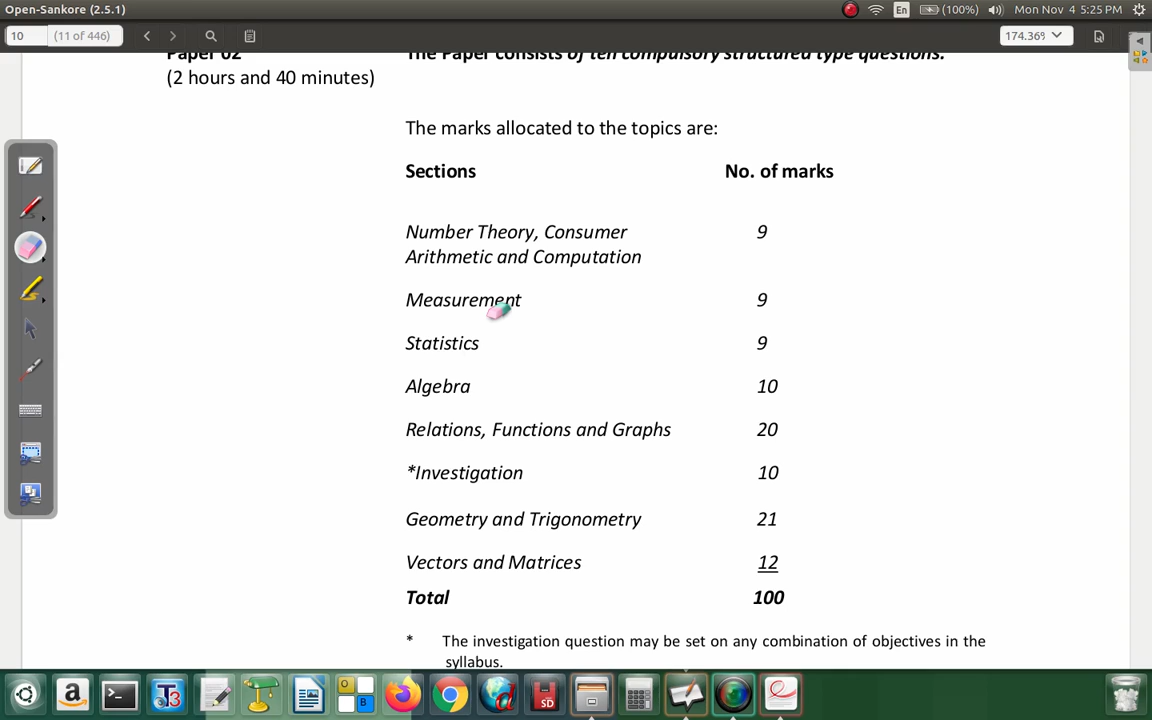 Open-Sankore (2.5.1)
En
(100%)
Mon Nov 4 5:25 PM
10
(11 of 446)
174.36%
Paper 02
The Paper consists of ten compulsory structured type questions.
(2 hours and 40 minutes)
The marks allocated to the topics are:
Sections No. of marks
Number Theory, Consumer 9
Arithmetic and Computation
Measurement 9
Statistics 9
Algebra 10
Relations, Functions and Graphs 20
*Investigation 10
Geometry and Trigonometry 21
Vectors and Matrices 12
Total 100
* The investigation question may be set on any combination of objectives in the
syllabus.
a
T3
O
B
d
SD